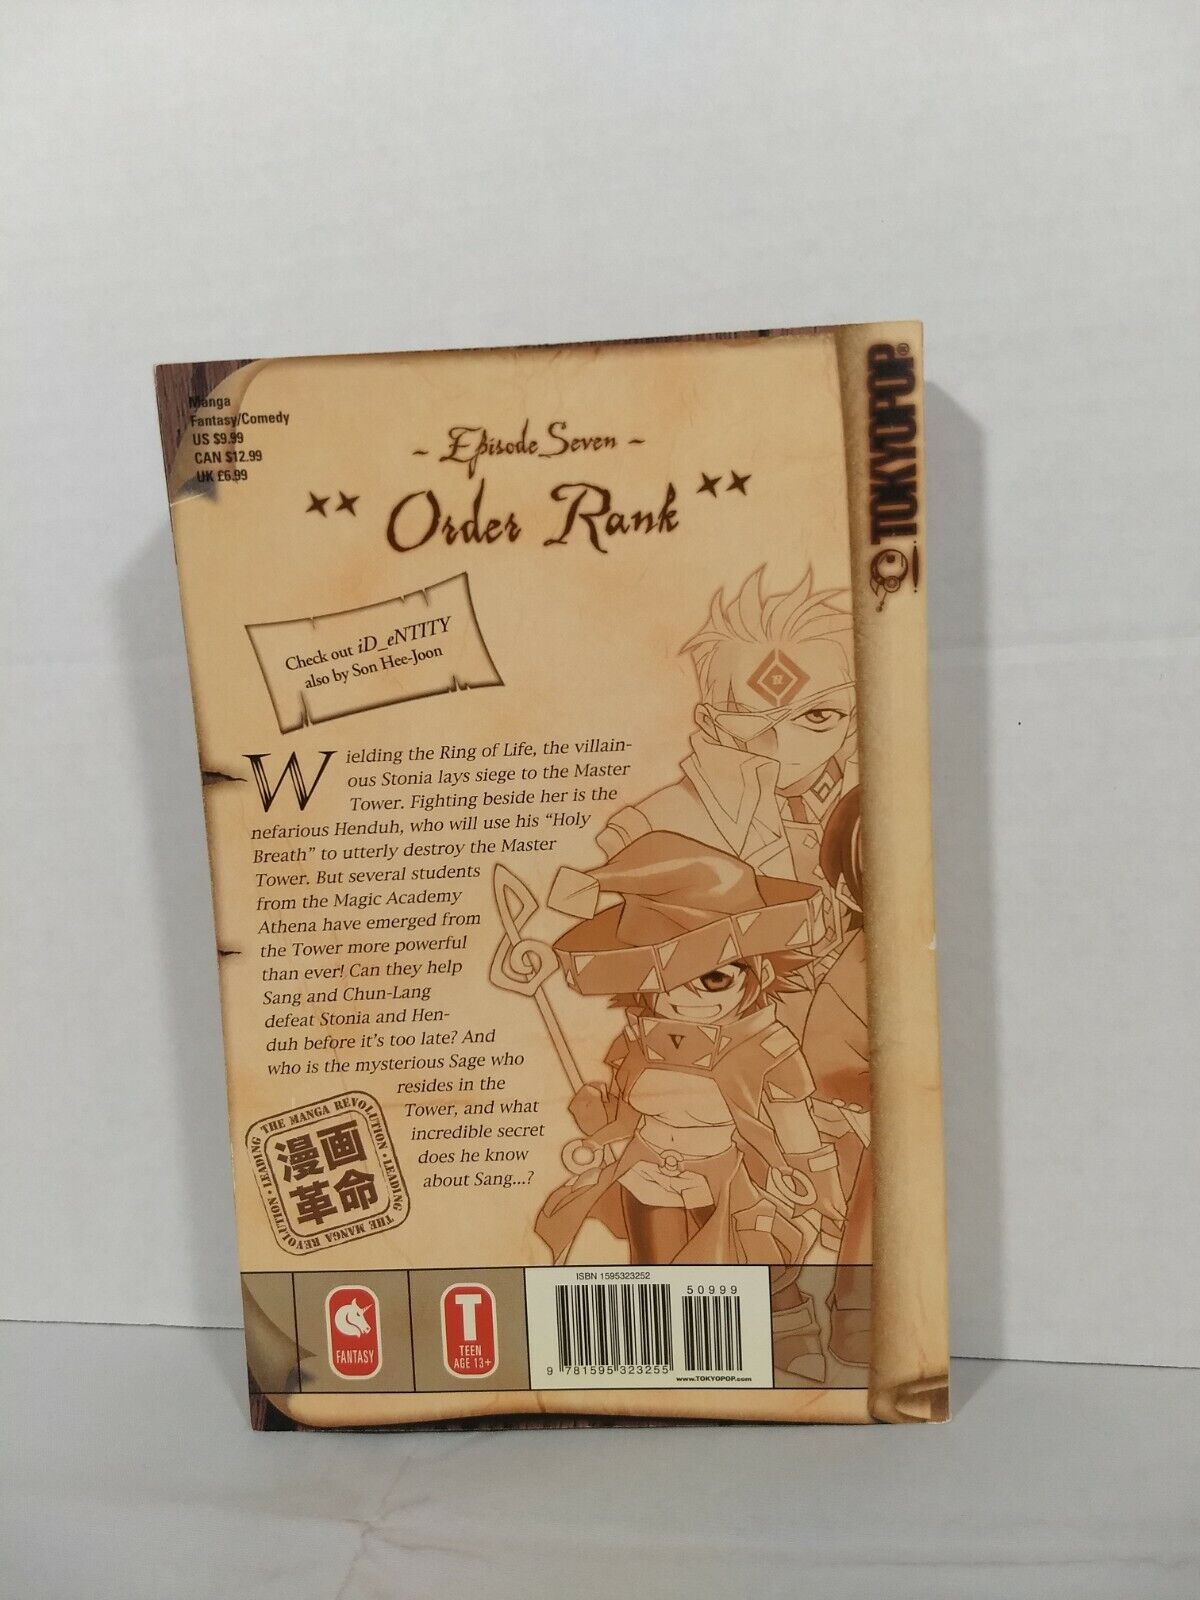 Manga
Fantasy/Comedy
US $9.99
CAN $12.99
UK £6.99
~ Episode Seven ~
Order Rank
TOKYOPOP®
Check out iD_eNTITY
also by Son Hee-Joon
Wielding the Ring of Life, the villain-
ous Stonia lays siege to the Master
Tower. Fighting beside her is the
nefarious Henduh, who will use his “Holy
Breath” to utterly destroy the Master
Tower. But several students
from the Magic Academy
Athena have emerged from
the Tower more powerful
than ever! Can they help
Sang and Chun-Lang
defeat Stonia and Hen-
duh before it’s too late? And
who is the mysterious Sage who
resides in the
Tower, and what
incredible secret
does he know
about Sang...?
V
LEADING THE MANGA REVOLUTION • LEADING THE MANGA REVOLUTION •
漫画
革命
FANTASY
T
TEEN
AGE 13+
ISBN 1595323252
50999
9 781595 323255
www.TOKYOPOP.com